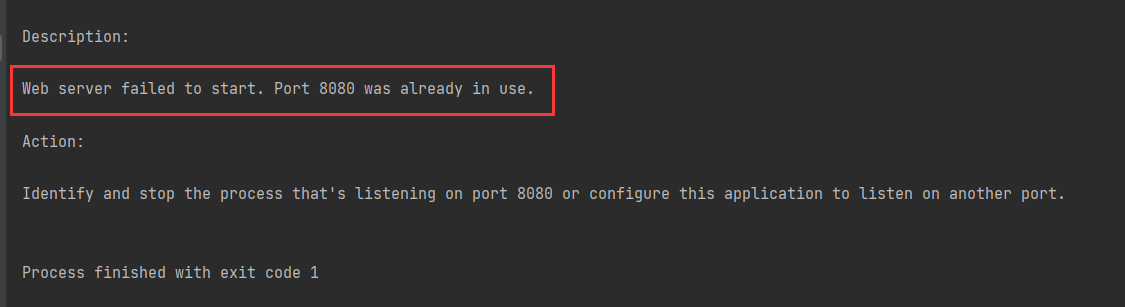 Description:
Web server failed to start. Port 8080 was already in use.
Action:
Identify and stop the process that's listening on port 8080 or configure this application to listen on another port.
Process finished with exit code 1